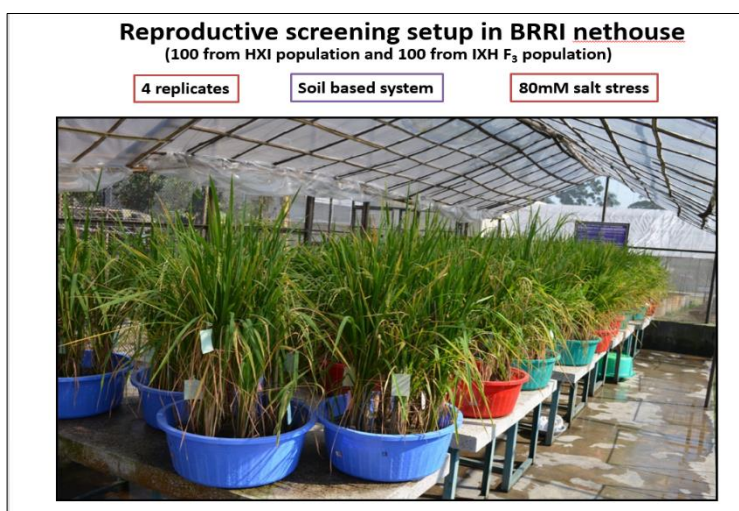 Reproductive screening setup in BRRI nethouse
(100 from HXI population and 100 from IXH F₃ population)
4 replicates
Soil based system
80mM salt stress